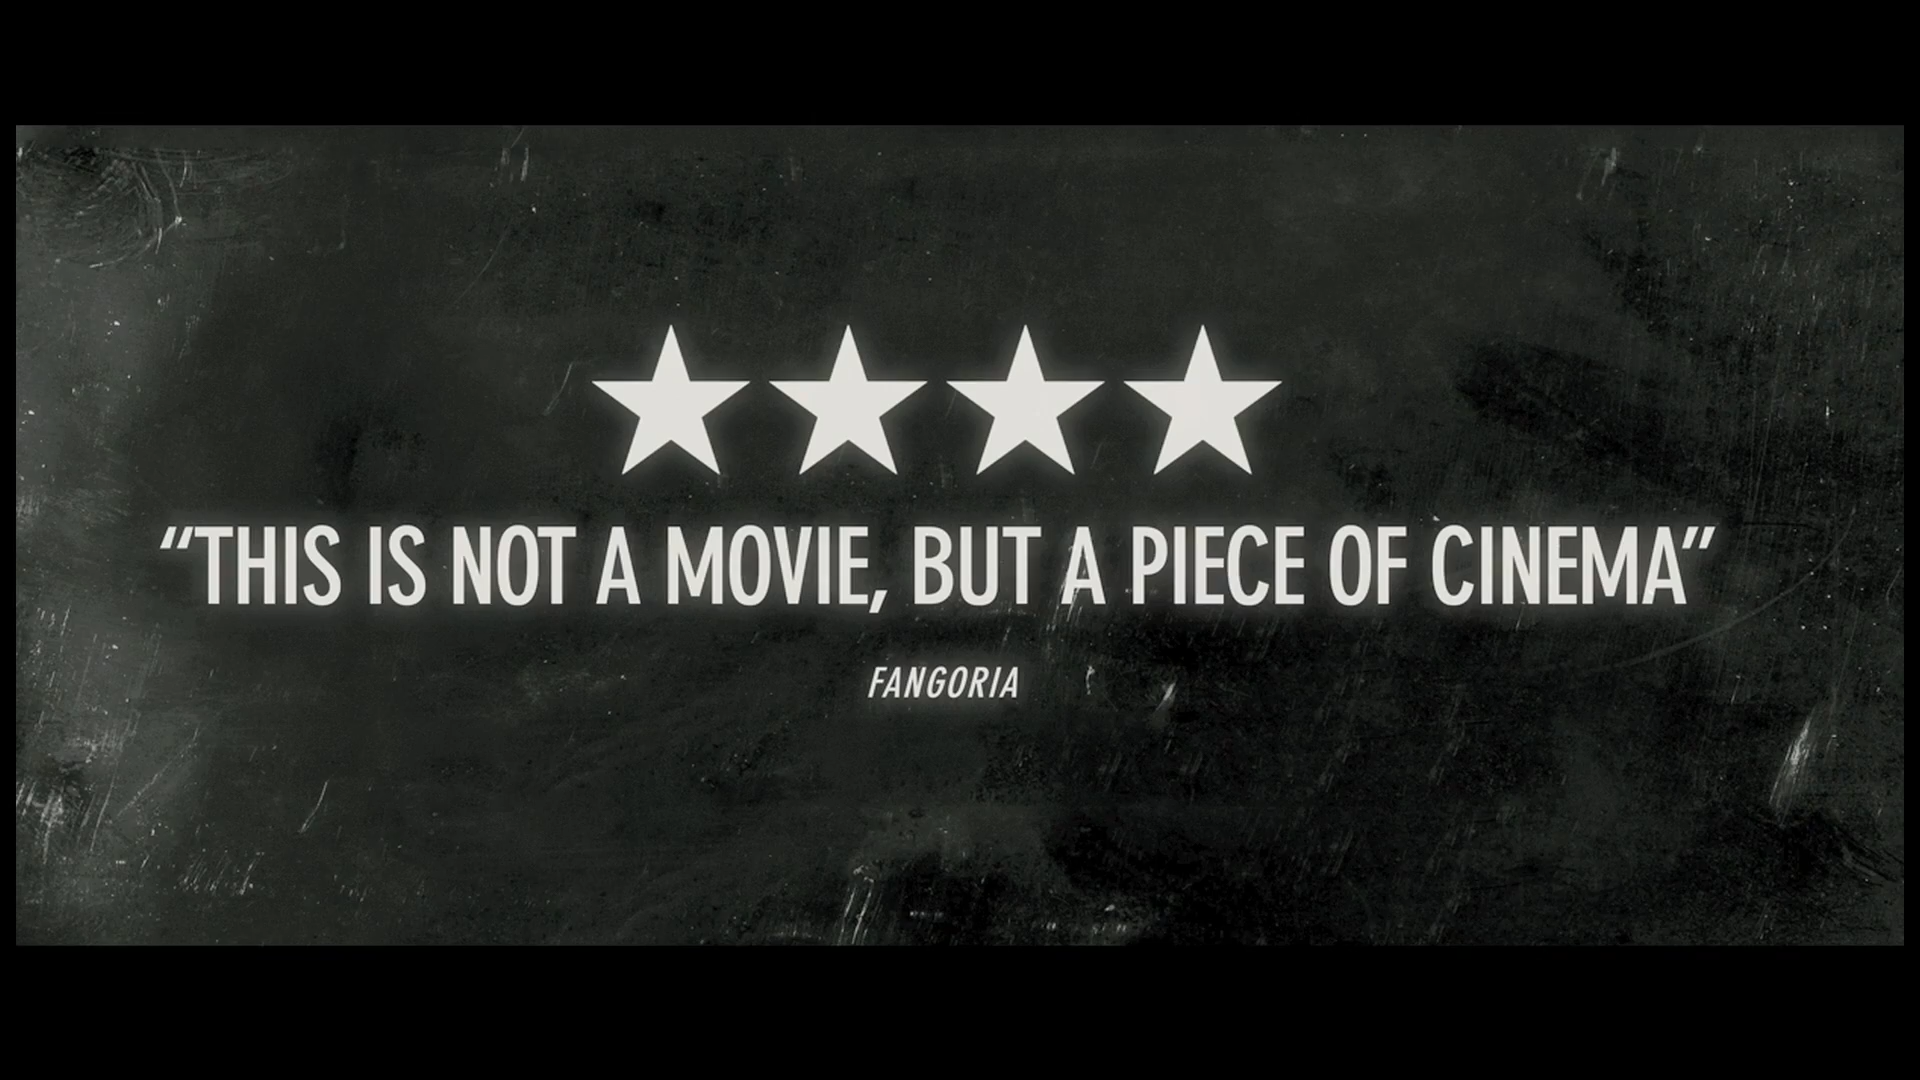 “THIS IS NOT A MOVIE, BUT A PIECE OF CINEMA”
FANGORIA